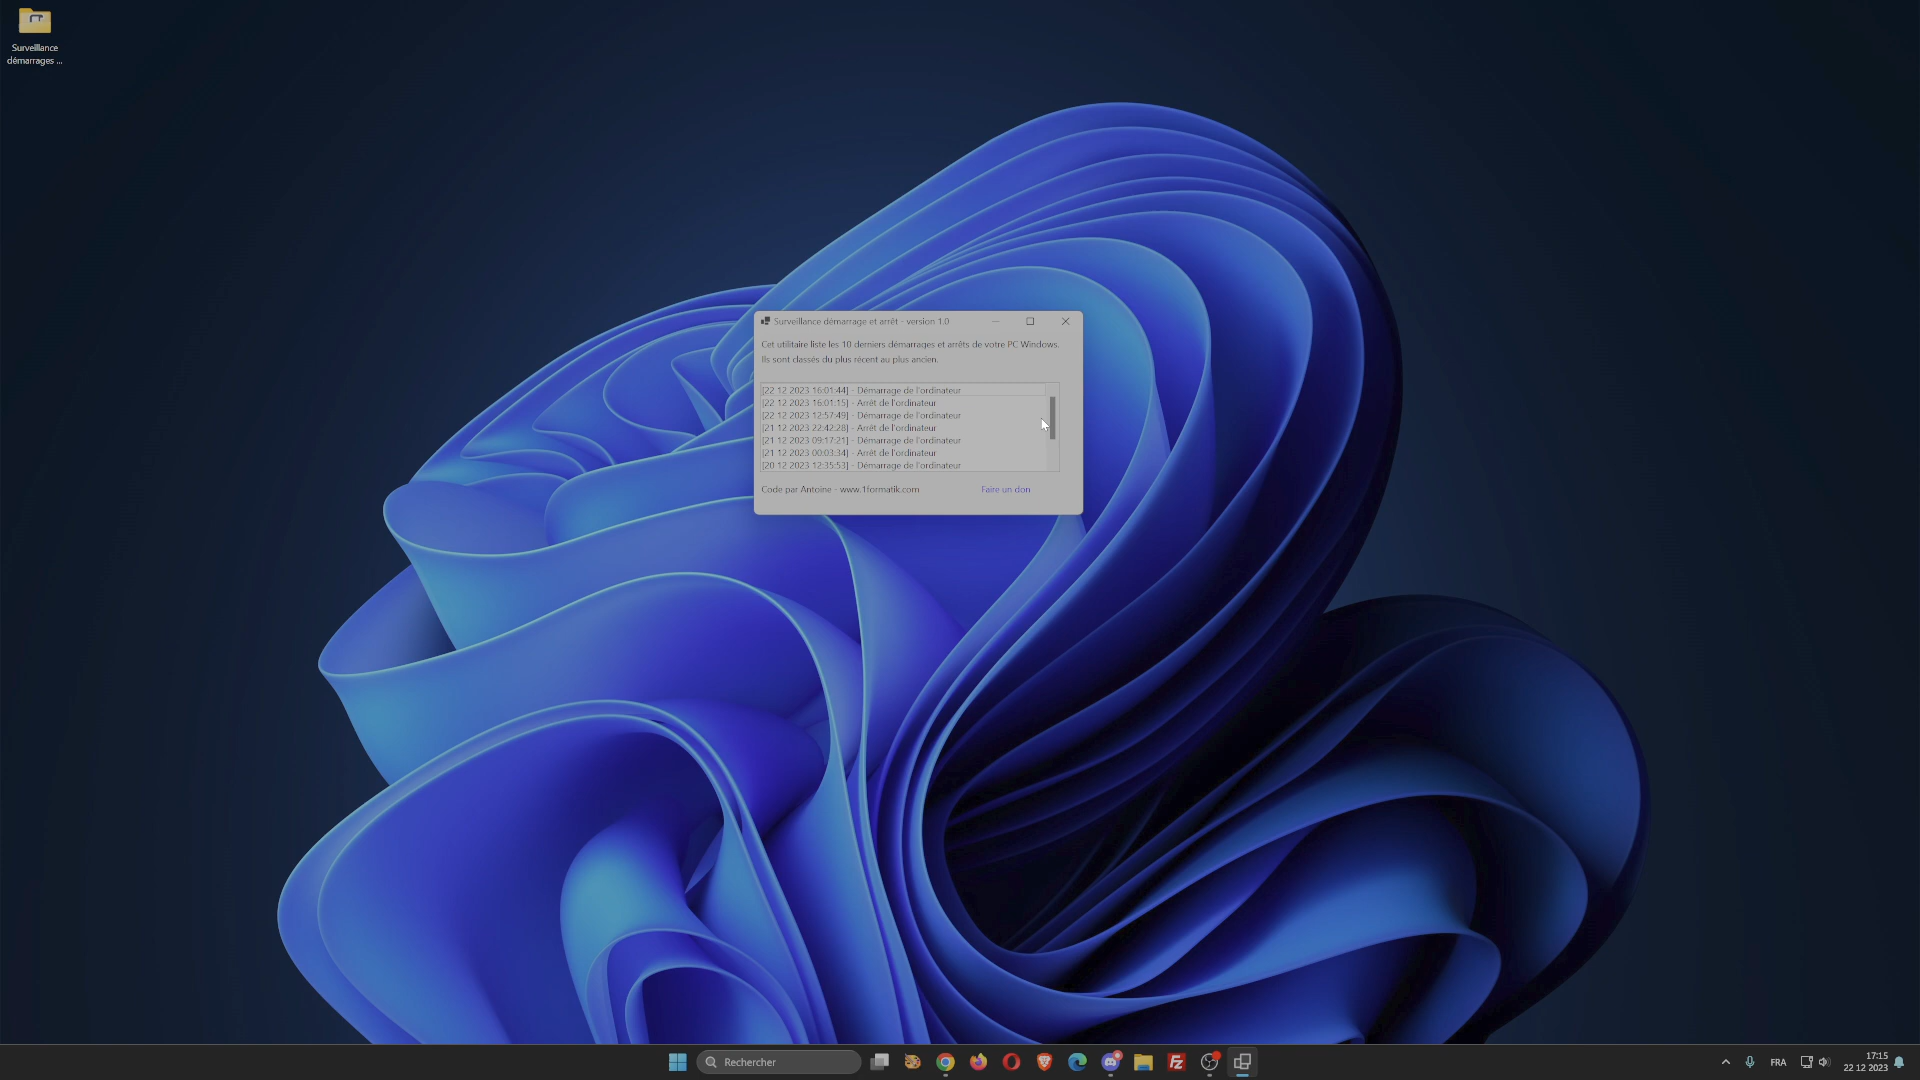 Surveillance
démarrages ...
Surveillance démarrage et arrêt - version 1.0
Cet utilitaire liste les 10 derniers démarrages et arrêts de votre PC Windows.
Ils sont classés du plus récent au plus ancien.
[22 12 2023 16:01:44] - Démarrage de l'ordinateur
[22 12 2023 16:01:15] - Arrêt de l'ordinateur
[22 12 2023 12:57:49] - Démarrage de l'ordinateur
[21 12 2023 22:42:28] - Arrêt de l'ordinateur
[21 12 2023 09:17:21] - Démarrage de l'ordinateur
[21 12 2023 00:03:34] - Arrêt de l'ordinateur
[20 12 2023 12:35:53] - Démarrage de l'ordinateur
Code par Antoine - www.1formatik.com
Faire un don
Rechercher
FZ
FRA
17:15
22 12 2023